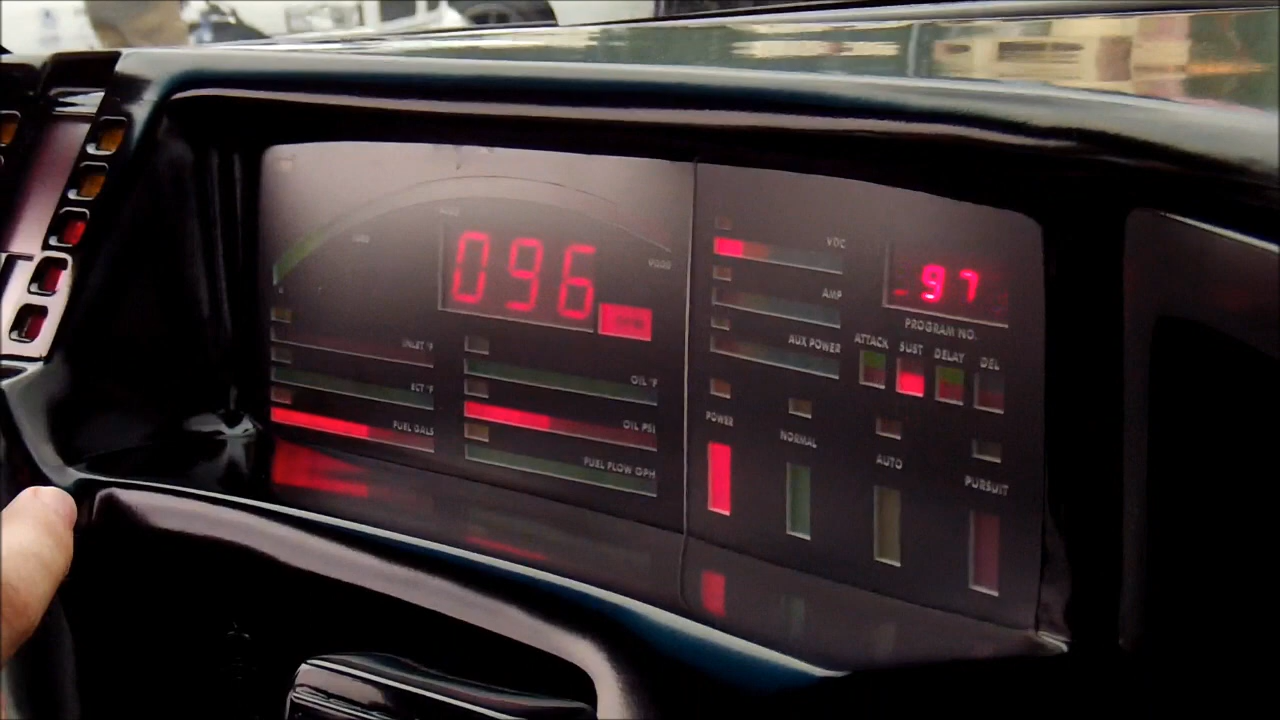 096
INLET °F
ECT °F
FUEL GALS
OIL °F
OIL PSI
FUEL FLOW GPH
VDC
AMP
AUX POWER
97
PROGRAM NO.
ATTACK SUST DELAY DEL
POWER NORMAL AUTO PURSUIT